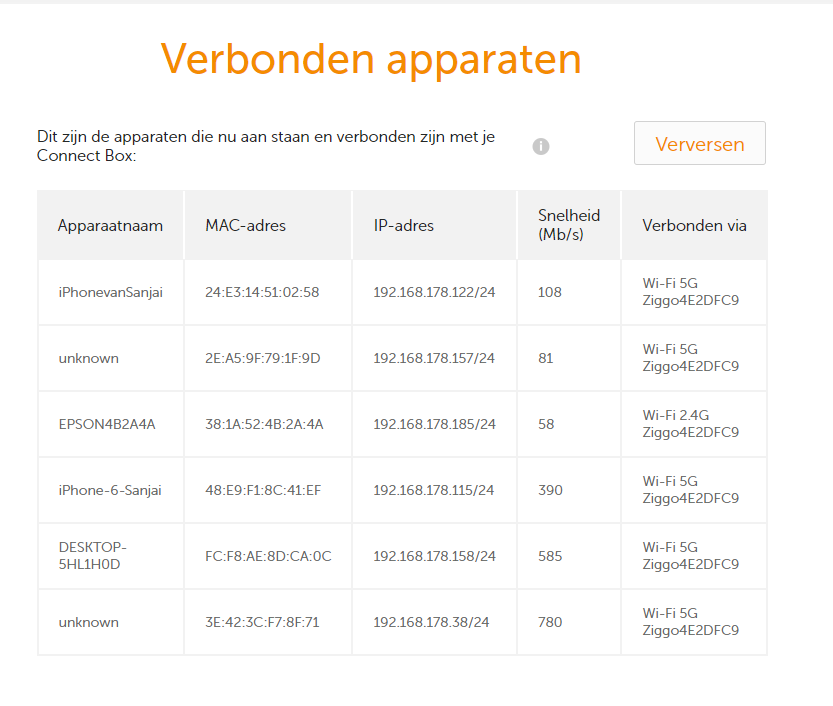 Verbonden apparaten
Dit zijn de apparaten die nu aan staan en verbonden zijn met je
Connect Box:
i
Verversen
Apparaatnaam MAC-adres IP-adres Snelheid (Mb/s) Verbonden via
iPhonevanSanjai 24:E3:14:51:02:58 192.168.178.122/24 108 Wi-Fi 5G Ziggo4E2DFC9
unknown 2E:A5:9F:79:1F:9D 192.168.178.157/24 81 Wi-Fi 5G Ziggo4E2DFC9
EPSON4B2A4A 38:1A:52:4B:2A:4A 192.168.178.185/24 58 Wi-Fi 2.4G Ziggo4E2DFC9
iPhone-6-Sanjai 48:E9:F1:8C:41:EF 192.168.178.115/24 390 Wi-Fi 5G Ziggo4E2DFC9
DESKTOP-5HL1H0D FC:F8:AE:8D:CA:0C 192.168.178.158/24 585 Wi-Fi 5G Ziggo4E2DFC9
unknown 3E:42:3C:F7:8F:71 192.168.178.38/24 780 Wi-Fi 5G Ziggo4E2DFC9